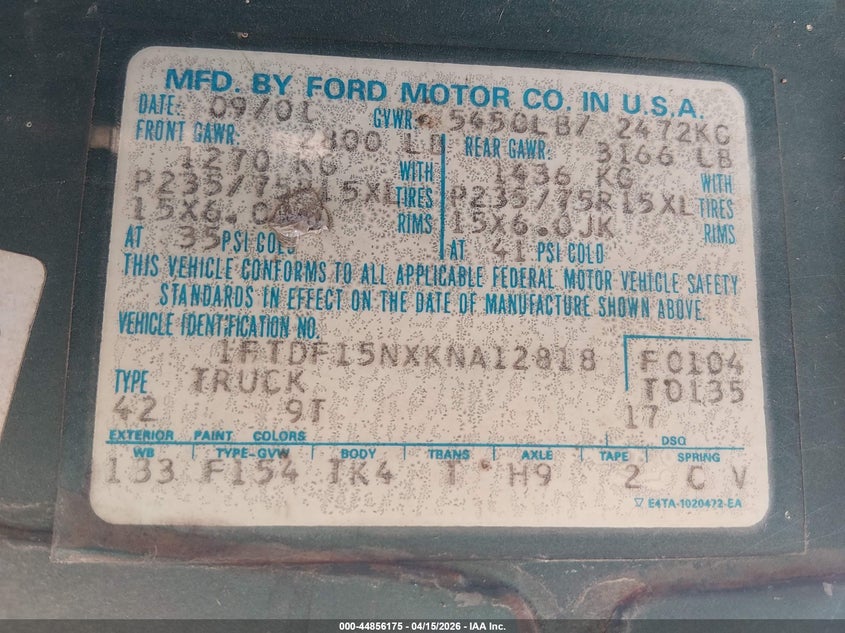 MFD. BY FORD MOTOR CO. IN U.S.A.
DATE: 09/01 GVWR: 5450LB/ 2472KG
FRONT GAWR: 2800 LB REAR GAWR: 3166 LB
1270 KG WITH 1436 KG WITH
P235/75R15XL TIRES P235/75R15XL TIRES
15X6.0 RIMS 15X6.0JK RIMS
AT 35 PSI COLD AT 41 PSI COLD
THIS VEHICLE CONFORMS TO ALL APPLICABLE FEDERAL MOTOR VEHICLE SAFETY
STANDARDS IN EFFECT ON THE DATE OF MANUFACTURE SHOWN ABOVE.
VEHICLE IDENTIFICATION NO.
1FTDF15NXKNA12818 F0104
TYPE TRUCK T0135
42 9T 17
EXTERIOR PAINT COLORS DSO
WB TYPE-GVW BODY TRANS AXLE TAPE SPRING
133 F154 IK4 T H9 2 C V
▽ E4TA-1020472-EA
000-44856175 - 04/15/2026 - IAA Inc.